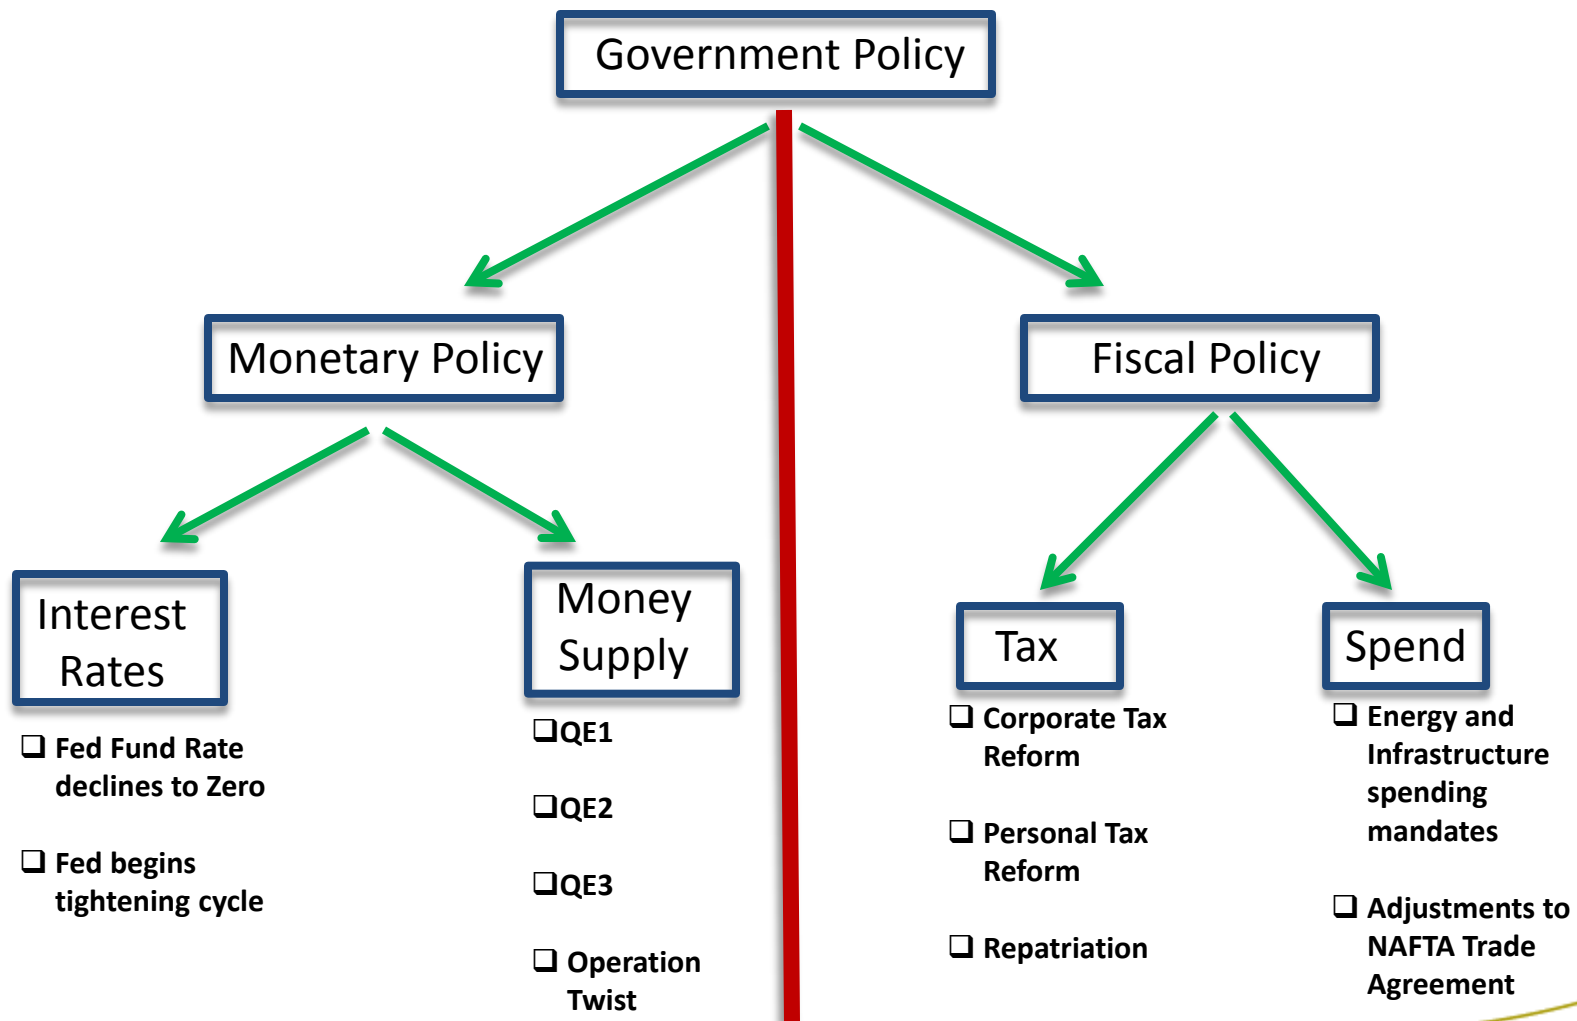 Government Policy
Monetary Policy
Fiscal Policy
Interest
Rates
Money
Supply
Tax
Spend
❑ Fed Fund Rate
declines to Zero
❑ Fed begins
tightening cycle
❑QE1
❑QE2
❑QE3
❑ Operation
Twist
❑ Corporate Tax
Reform
❑ Personal Tax
Reform
❑ Repatriation
❑ Energy and
Infrastructure
spending
mandates
❑ Adjustments to
NAFTA Trade
Agreement